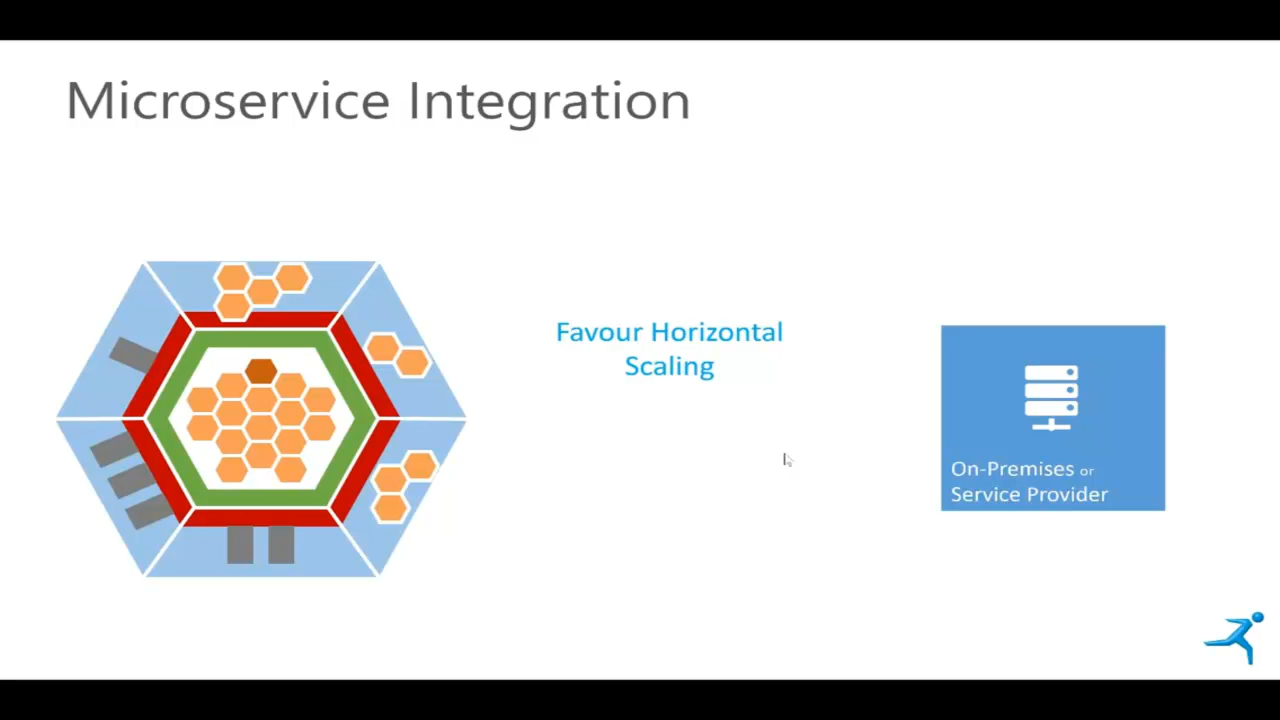 Microservice Integration
Favour Horizontal
Scaling
On-Premises or
Service Provider